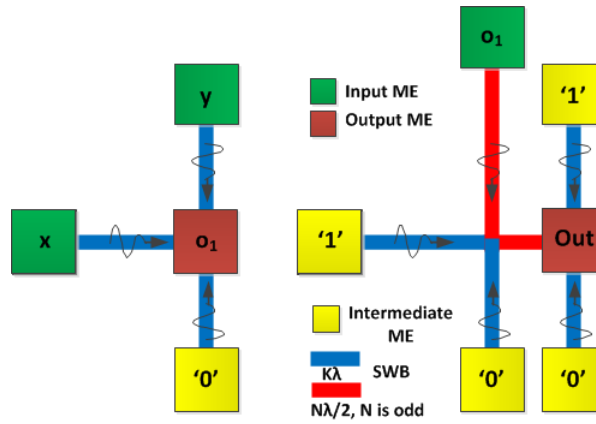 y
x
o₁
'0'
o₁
Input ME
Output ME
'1'
'1'
Out
Intermediate
ME
Kλ SWB
Nλ/2, N is odd
'0'
'0'